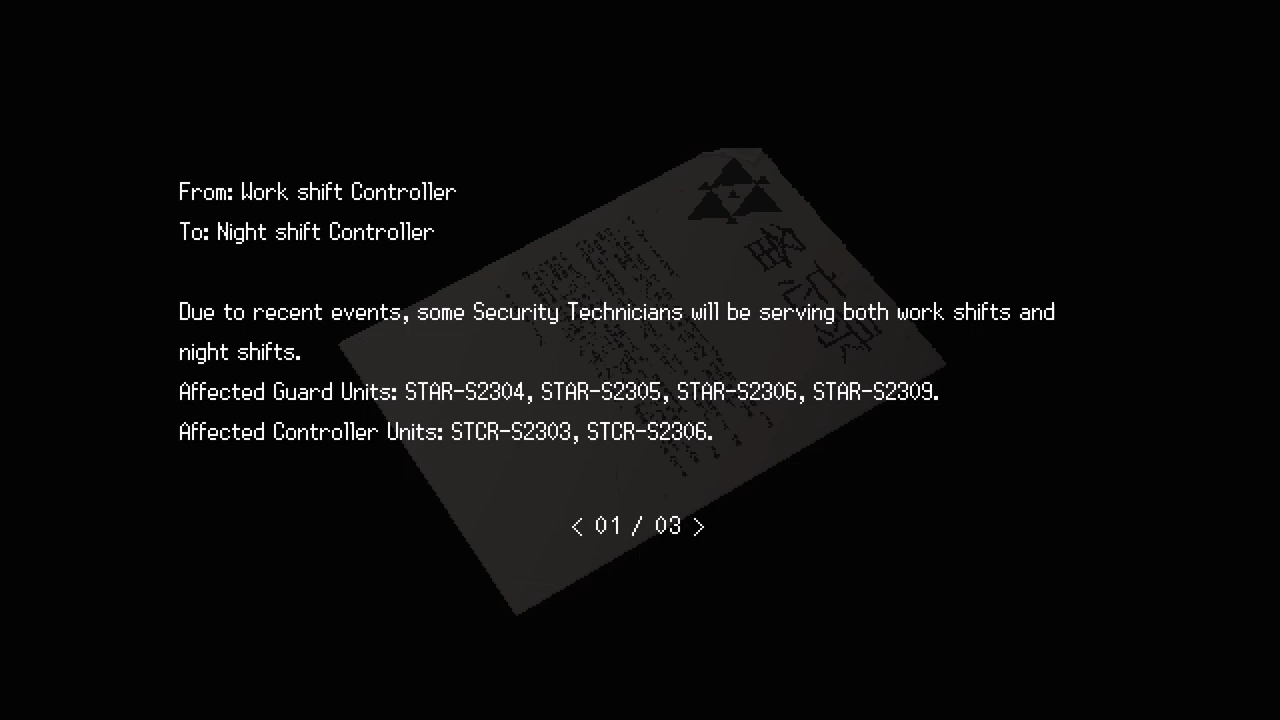 From: Work shift Controller
To: Night shift Controller
Due to recent events, some Security Technicians will be serving both work shifts and
night shifts.
Affected Guard Units: STAR-S2304, STAR-S2305, STAR-S2306, STAR-S2309.
Affected Controller Units: STCR-S2303, STCR-S2306.
< 01 / 03 >